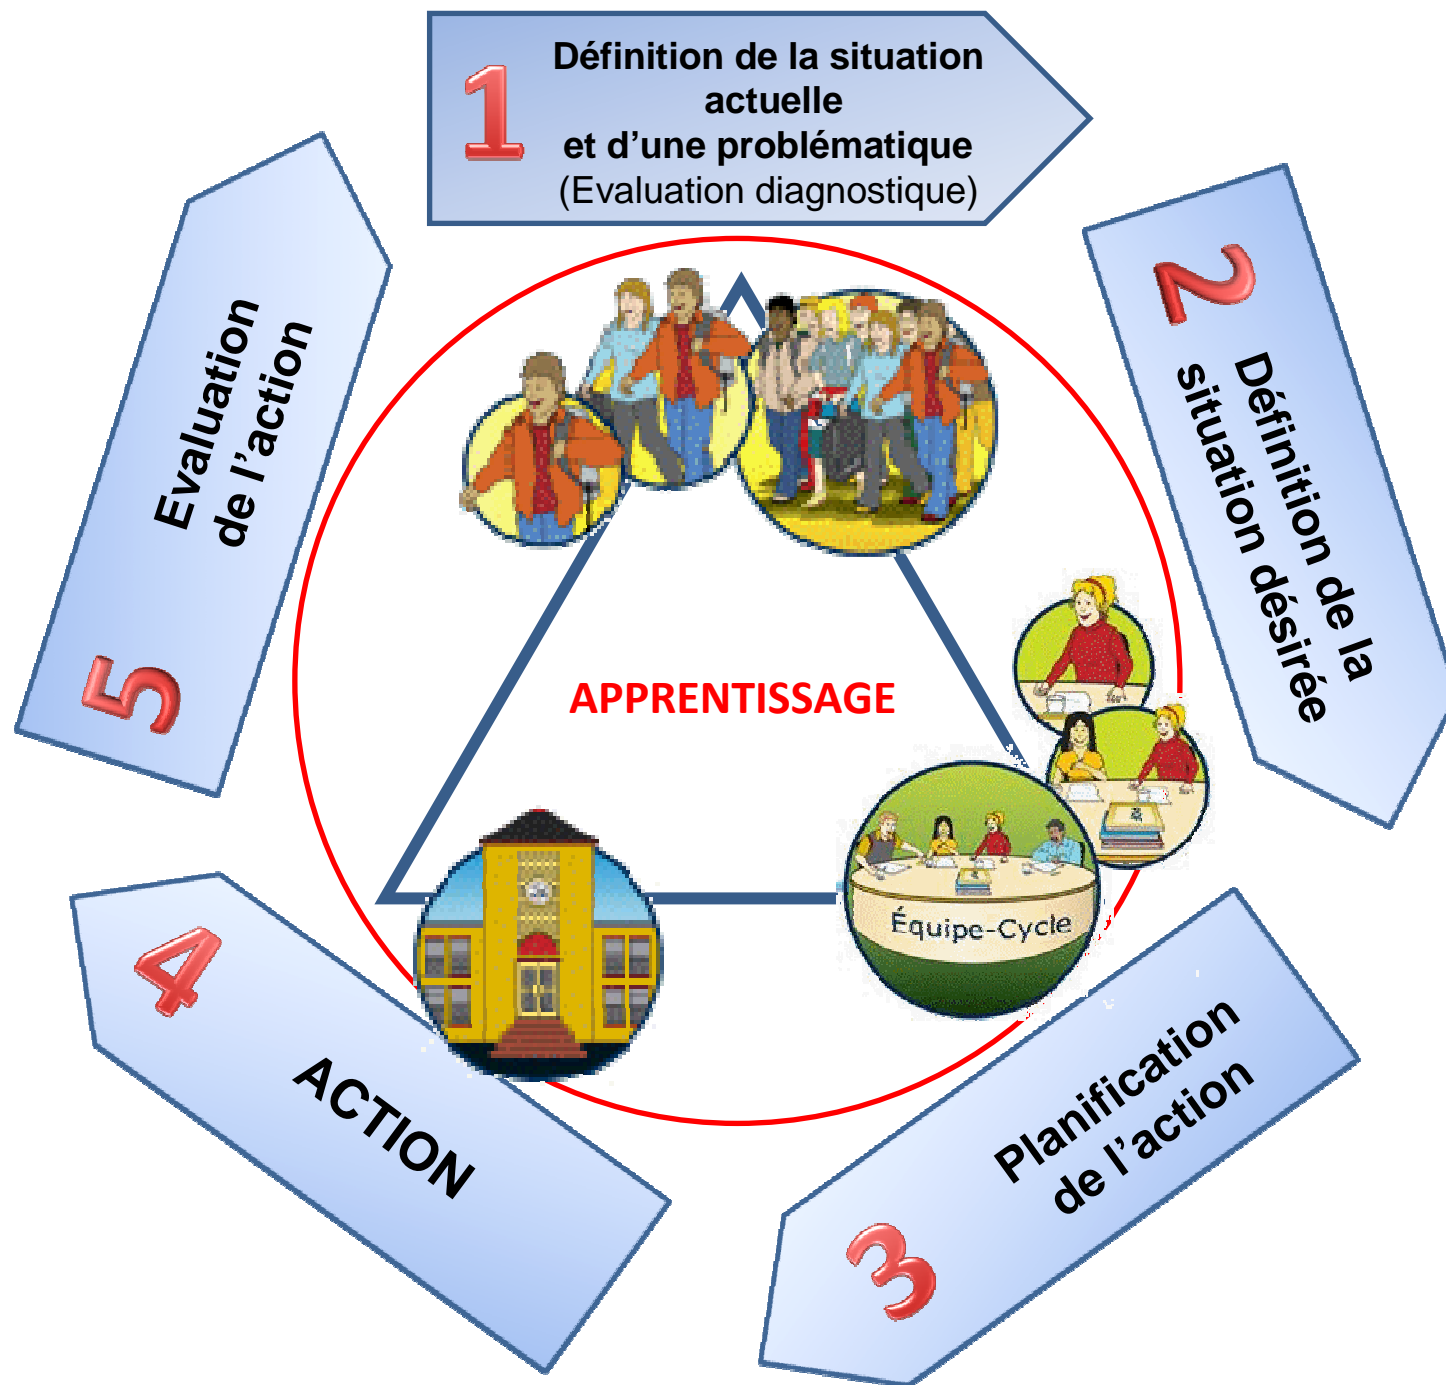 1
Définition de la situation
actuelle
et d’une problématique
(Evaluation diagnostique)
2
Définition de la
situation désirée
3
Planification
de l’action
4
ACTION
5
Evaluation
de l’action
APPRENTISSAGE
Équipe-Cycle